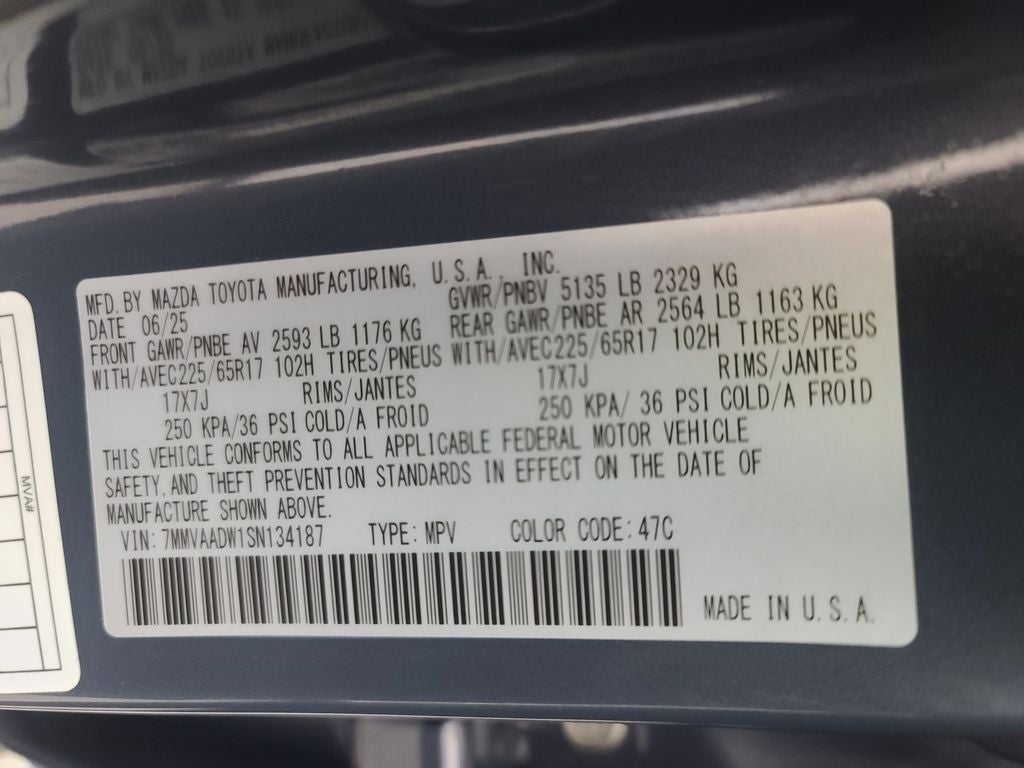 MFD. BY MAZDA TOYOTA MANUFACTURING, U.S.A., INC.
DATE 06/25 GVWR/PNBV 5135 LB 2329 KG
FRONT GAWR/PNBE AV 2593 LB 1176 KG REAR GAWR/PNBE AR 2564 LB 1163 KG
WITH/AVEC225/65R17 102H TIRES/PNEUS WITH/AVEC225/65R17 102H TIRES/PNEUS
17X7J RIMS/JANTES 17X7J RIMS/JANTES
250 KPA/36 PSI COLD/A FROID 250 KPA/ 36 PSI COLD/A FROID
THIS VEHICLE CONFORMS TO ALL APPLICABLE FEDERAL MOTOR VEHICLE
SAFETY, AND THEFT PREVENTION STANDARDS IN EFFECT ON THE DATE OF
MANUFACTURE SHOWN ABOVE.
VIN: 7MMVAADW1SN134187 TYPE: MPV COLOR CODE: 47C
MADE IN U.S.A.
MVA#